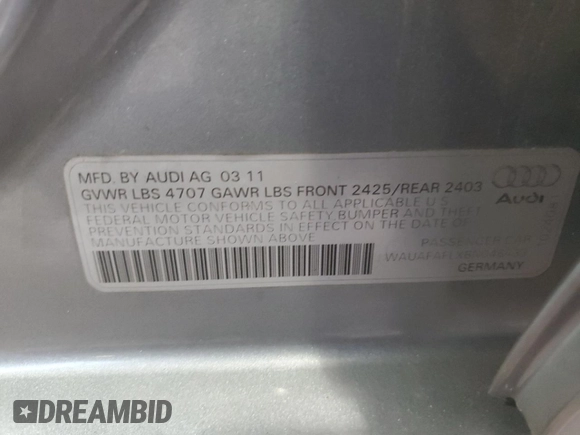 MFD. BY AUDI AG 03 11
GVWR LBS 4707 GAWR LBS FRONT 2425/REAR 2403
THIS VEHICLE CONFORMS TO ALL APPLICABLE U.S.
FEDERAL MOTOR VEHICLE SAFETY BUMPER AND THEFT
PREVENTION STANDARDS IN EFFECT ON THE DATE OF
MANUFACTURE SHOWN ABOVE
Audi
PASSENGER CAR
GERMANY
DREAMBID